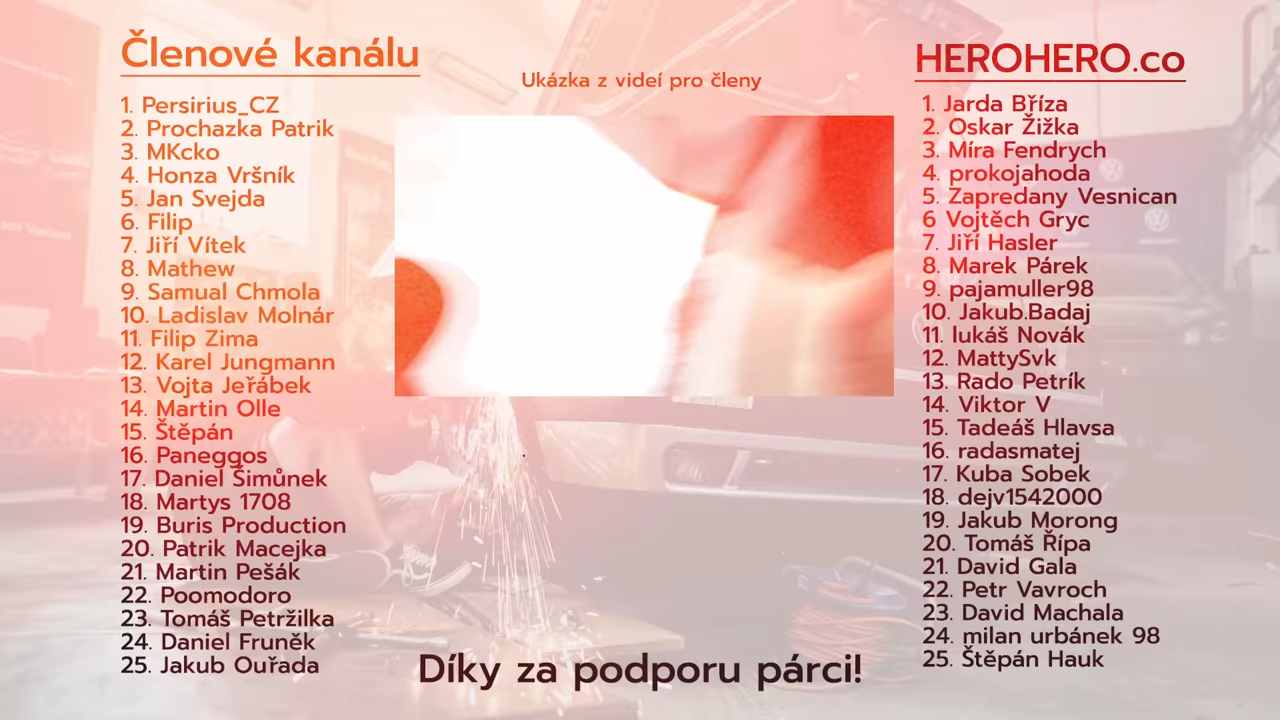 Členové kanálu
1. Persirius_CZ
2. Prochazka Patrik
3. MKcko
4. Honza Vršník
5. Jan Svejda
6. Filip
7. Jiří Vítek
8. Mathew
9. Samual Chmola
10. Ladislav Molnár
11. Filip Zima
12. Karel Jungmann
13. Vojta Jeřábek
14. Martin Olle
15. Štěpán
16. Paneggos
17. Daniel Šimůnek
18. Martys 1708
19. Buris Production
20. Patrik Macejka
21. Martin Pešák
22. Poomodoro
23. Tomáš Petržilka
24. Daniel Fruněk
25. Jakub Ouřada
Ukázka z videí pro členy
Díky za podporu párci!
HEROHERO.co
1. Jarda Bříza
2. Oskar Žižka
3. Míra Fendrych
4. prokojahoda
5. Zapredany Vesnican
6 Vojtěch Gryc
7. Jiří Hasler
8. Marek Párek
9. pajamuller98
10. Jakub.Badaj
11. lukáš Novák
12. MattySvk
13. Rado Petrík
14. Viktor V
15. Tadeáš Hlavsa
16. radasmatej
17. Kuba Sobek
18. dejv1542000
19. Jakub Morong
20. Tomáš Řípa
21. David Gala
22. Petr Vavroch
23. David Machala
24. milan urbánek 98
25. Štěpán Hauk